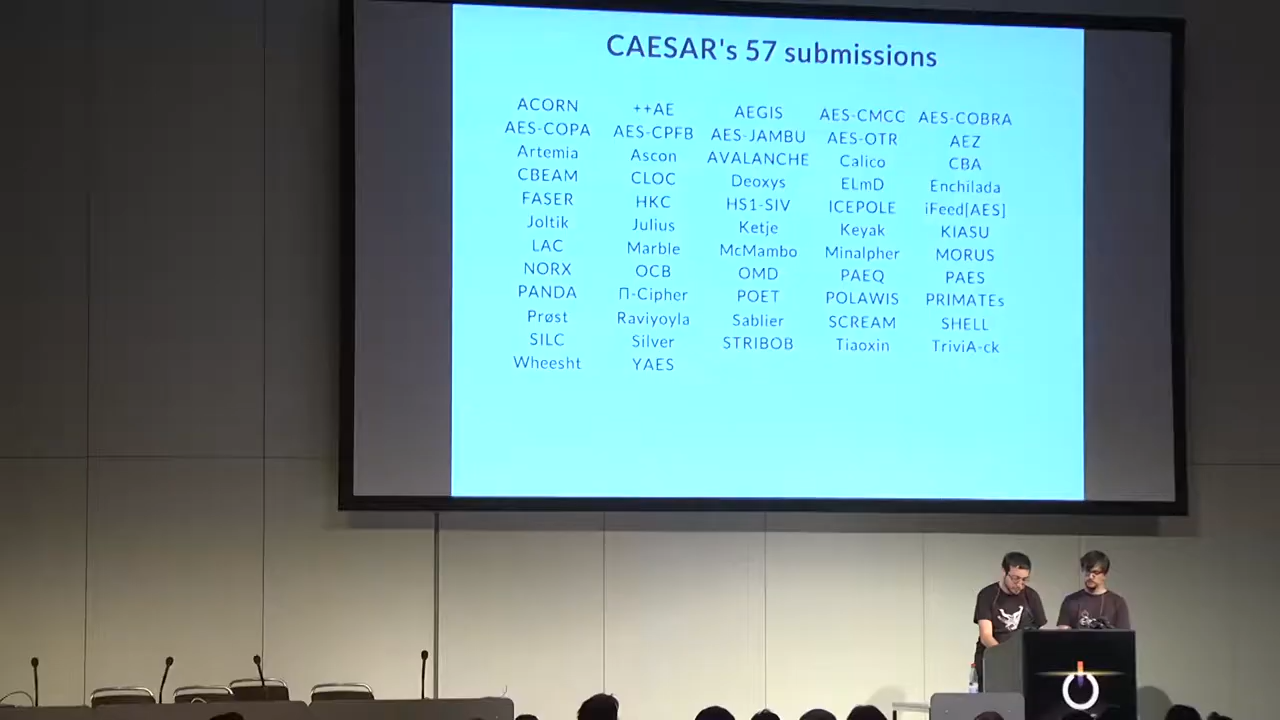 CAESAR's 57 submissions
ACORN ++AE AEGIS AES-CMCC AES-COBRA
AES-COPA AES-CPFB AES-JAMBU AES-OTR AEZ
Artemia Ascon AVALANCHE Calico CBA
CBEAM CLOC Deoxys ELmD Enchilada
FASER HKC HS1-SIV ICEPOLE iFeed[AES]
Joltik Julius Ketje Keyak KIASU
LAC Marble McMambo Minalpher MORUS
NORX OCB OMD PAEQ PAES
PANDA Π-Cipher POET POLAWIS PRIMATEs
Prøst Raviyoyla Sablier SCREAM SHELL
SILC Silver STRIBOB Tiaoxin TriviA-ck
Wheesht YAES